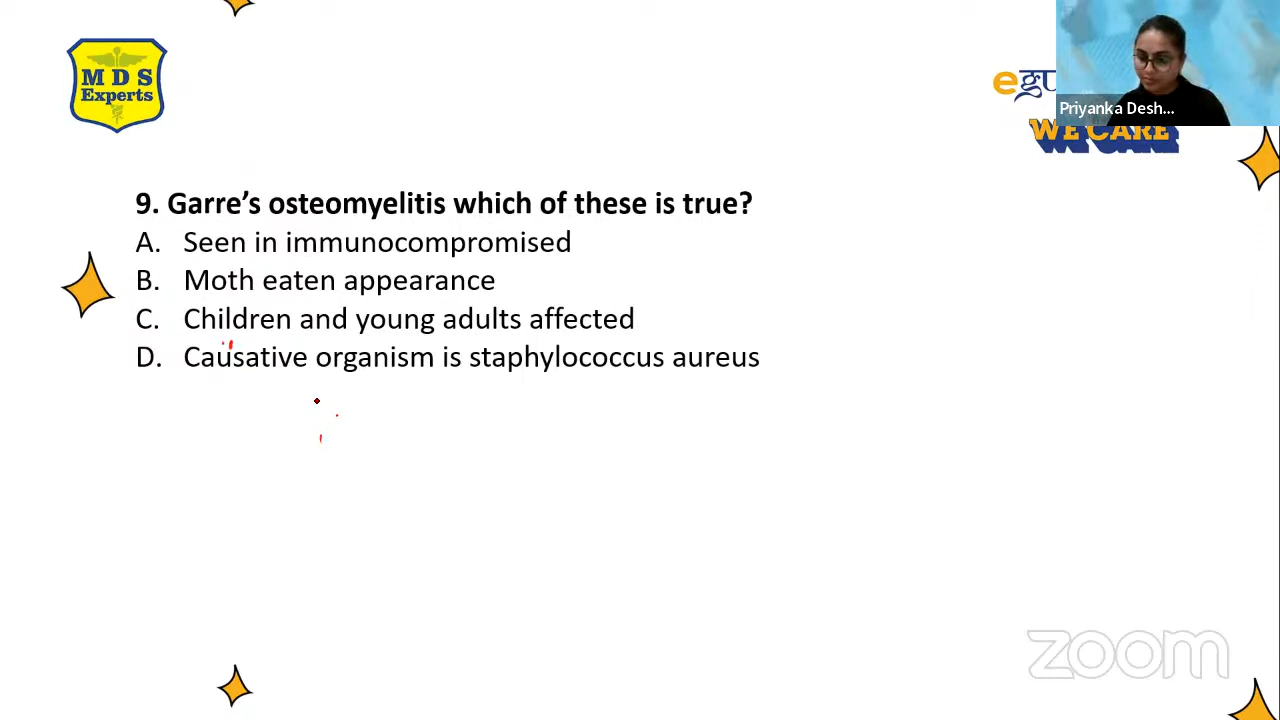 M D S
Experts
eगु
Priyanka Desh...
WE CARE
9. Garre’s osteomyelitis which of these is true?
A. Seen in immunocompromised
B. Moth eaten appearance
C. Children and young adults affected
D. Causative organism is staphylococcus aureus
zoom